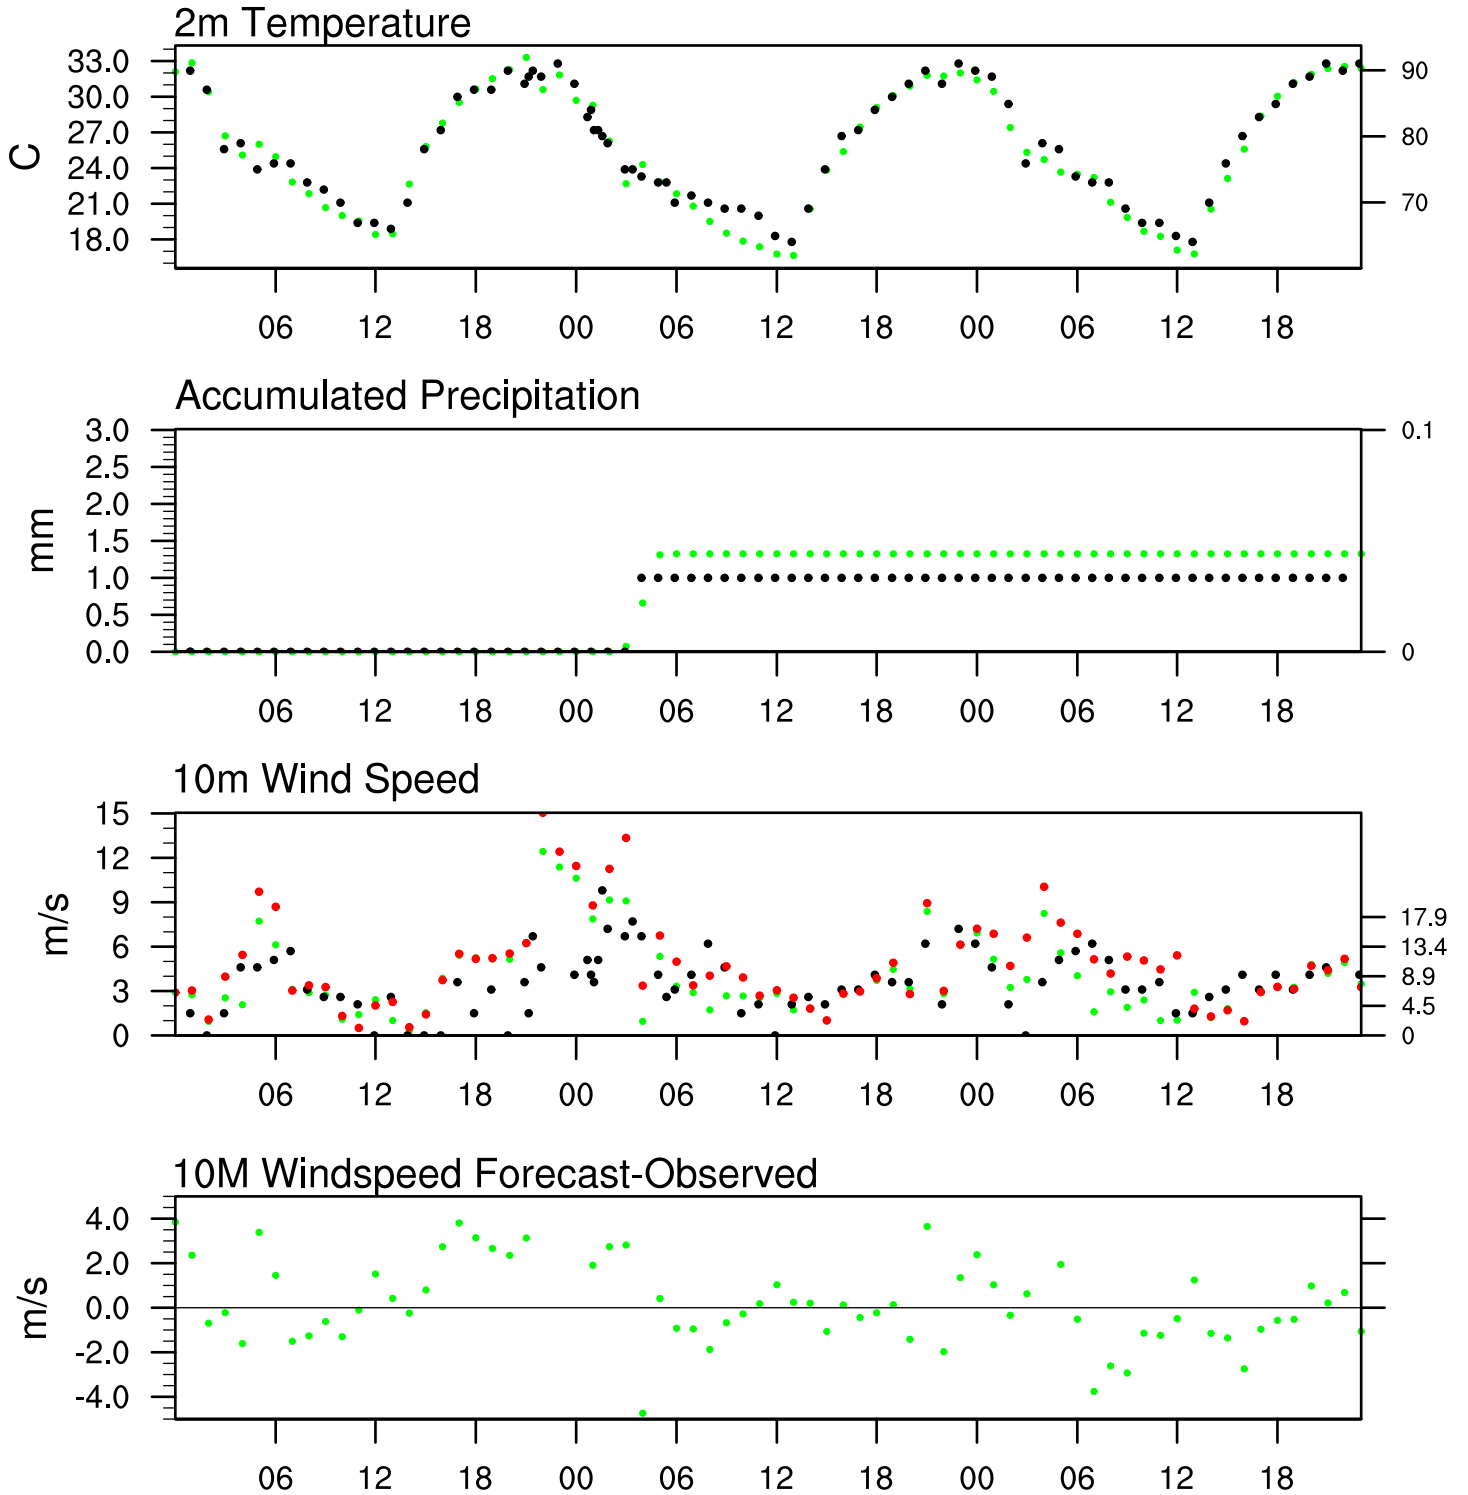 2m Temperature
33.0
30.0
27.0
24.0
21.0
18.0
C
90
80
70
06 12 18 00 06 12 18 00 06 12 18
Accumulated Precipitation
3.0
2.5
2.0
1.5
1.0
0.5
0.0
mm
0.1
0
06 12 18 00 06 12 18 00 06 12 18
10m Wind Speed
15
12
9
6
3
0
m/s
17.9
13.4
8.9
4.5
0
06 12 18 00 06 12 18 00 06 12 18
10M Windspeed Forecast-Observed
4.0
2.0
0.0
-2.0
-4.0
m/s
06 12 18 00 06 12 18 00 06 12 18